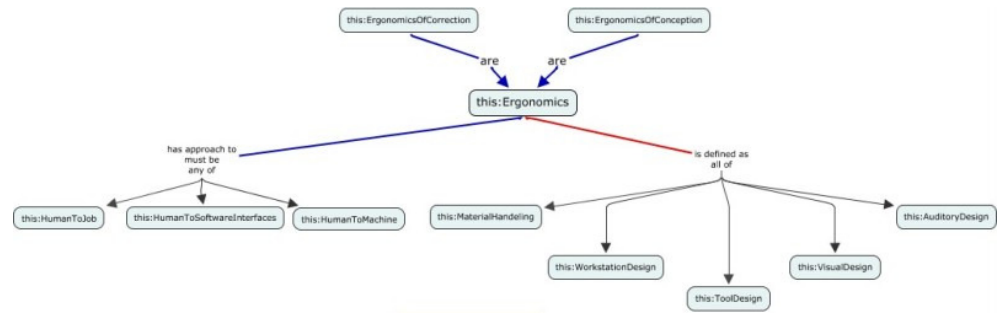 this:ErgonomicsOfCorrection
this:ErgonomicsOfConception
are
are
this:Ergonomics
has approach to
must be
any of
is defined as
all of
this:HumanToJob
this:HumanToSoftwareInterfaces
this:HumanToMachine
this:MaterialHandeling
this:AuditoryDesign
this:WorkstationDesign
this:VisualDesign
this:ToolDesign